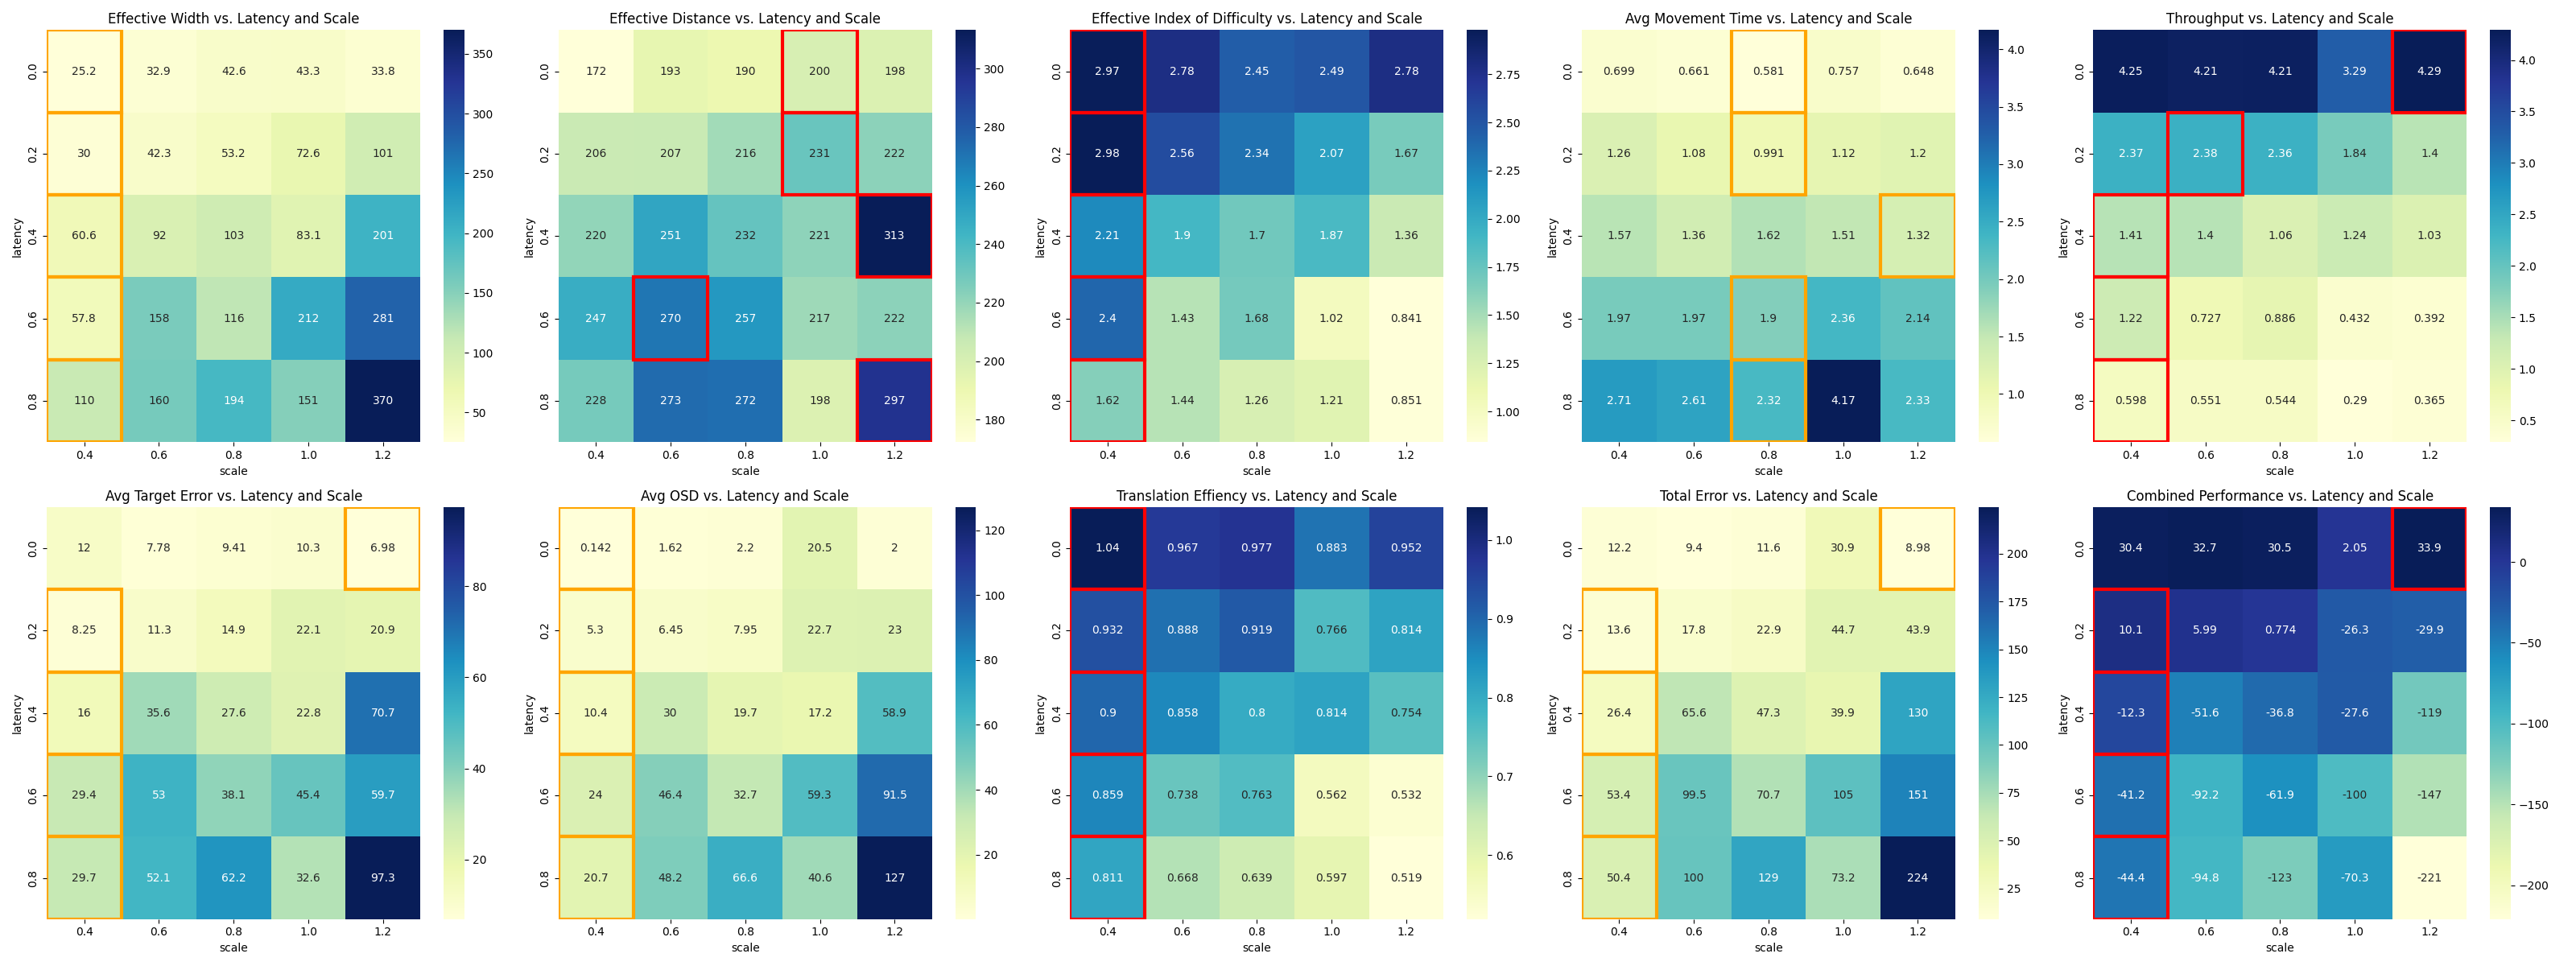 Effective Width vs. Latency and Scale
latency
0.0 25.2 32.9 42.6 43.3 33.8
0.2 30 42.3 53.2 72.6 101
0.4 60.6 92 103 83.1 201
0.6 57.8 158 116 212 281
0.8 110 160 194 151 370
0.4 0.6 0.8 1.0 1.2
scale
350
300
250
200
150
100
50
Effective Distance vs. Latency and Scale
172 193 190 200 198
206 207 216 231 222
220 251 232 221 313
247 270 257 217 222
228 273 272 198 297
0.4 0.6 0.8 1.0 1.2
scale
300
280
260
240
220
200
180
Effective Index of Difficulty vs. Latency and Scale
latency
0.0 2.97 2.78 2.45 2.49 2.78
0.2 2.98 2.56 2.34 2.07 1.67
0.4 2.21 1.9 1.7 1.87 1.36
0.6 2.4 1.43 1.68 1.02 0.841
0.8 1.62 1.44 1.26 1.21 0.851
0.4 0.6 0.8 1.0 1.2
scale
2.75
2.50
2.25
2.00
1.75
1.50
1.25
1.00
Avg Movement Time vs. Latency and Scale
latency
0.0 0.699 0.661 0.581 0.757 0.648
0.2 1.26 1.08 0.991 1.12 1.2
0.4 1.57 1.36 1.62 1.51 1.32
0.6 1.97 1.97 1.9 2.36 2.14
0.8 2.71 2.61 2.32 4.17 2.33
0.4 0.6 0.8 1.0 1.2
scale
4.0
3.5
3.0
2.5
2.0
1.5
1.0
Throughput vs. Latency and Scale
latency
0.0 4.25 4.21 4.21 3.29 4.29
0.2 2.37 2.38 2.36 1.84 1.4
0.4 1.41 1.4 1.06 1.24 1.03
0.6 1.22 0.727 0.886 0.432 0.392
0.8 0.598 0.551 0.544 0.29 0.365
0.4 0.6 0.8 1.0 1.2
scale
4.0
3.5
3.0
2.5
2.0
1.5
1.0
0.5
Avg Target Error vs. Latency and Scale
latency
0.0 12 7.78 9.41 10.3 6.98
0.2 8.25 11.3 14.9 22.1 20.9
0.4 16 35.6 27.6 22.8 70.7
0.6 29.4 53 38.1 45.4 59.7
0.8 29.7 52.1 62.2 32.6 97.3
0.4 0.6 0.8 1.0 1.2
scale
80
60
40
20
Avg OSD vs. Latency and Scale
latency
0.0 0.142 1.62 2.2 20.5 2
0.2 5.3 6.45 7.95 22.7 23
0.4 10.4 30 19.7 17.2 58.9
0.6 24 46.4 32.7 59.3 91.5
0.8 20.7 48.2 66.6 40.6 127
0.4 0.6 0.8 1.0 1.2
scale
120
100
80
60
40
20
Translation Effiency vs. Latency and Scale
latency
0.0 1.04 0.967 0.977 0.883 0.952
0.2 0.932 0.888 0.919 0.766 0.814
0.4 0.9 0.858 0.8 0.814 0.754
0.6 0.859 0.738 0.763 0.562 0.532
0.8 0.811 0.668 0.639 0.597 0.519
0.4 0.6 0.8 1.0 1.2
scale
1.0
0.9
0.8
0.7
0.6
Total Error vs. Latency and Scale
latency
0.0 12.2 9.4 11.6 30.9 8.98
0.2 13.6 17.8 22.9 44.7 43.9
0.4 26.4 65.6 47.3 39.9 130
0.6 53.4 99.5 70.7 105 151
0.8 50.4 100 129 73.2 224
0.4 0.6 0.8 1.0 1.2
scale
200
175
150
125
100
75
50
25
Combined Performance vs. Latency and Scale
latency
0.0 30.4 32.7 30.5 2.05 33.9
0.2 10.1 5.99 0.774 -26.3 -29.9
0.4 -12.3 -51.6 -36.8 -27.6 -119
0.6 -41.2 -92.2 -61.9 -100 -147
0.8 -44.4 -94.8 -123 -70.3 -221
0.4 0.6 0.8 1.0 1.2
scale
0
−50
−100
−150
−200